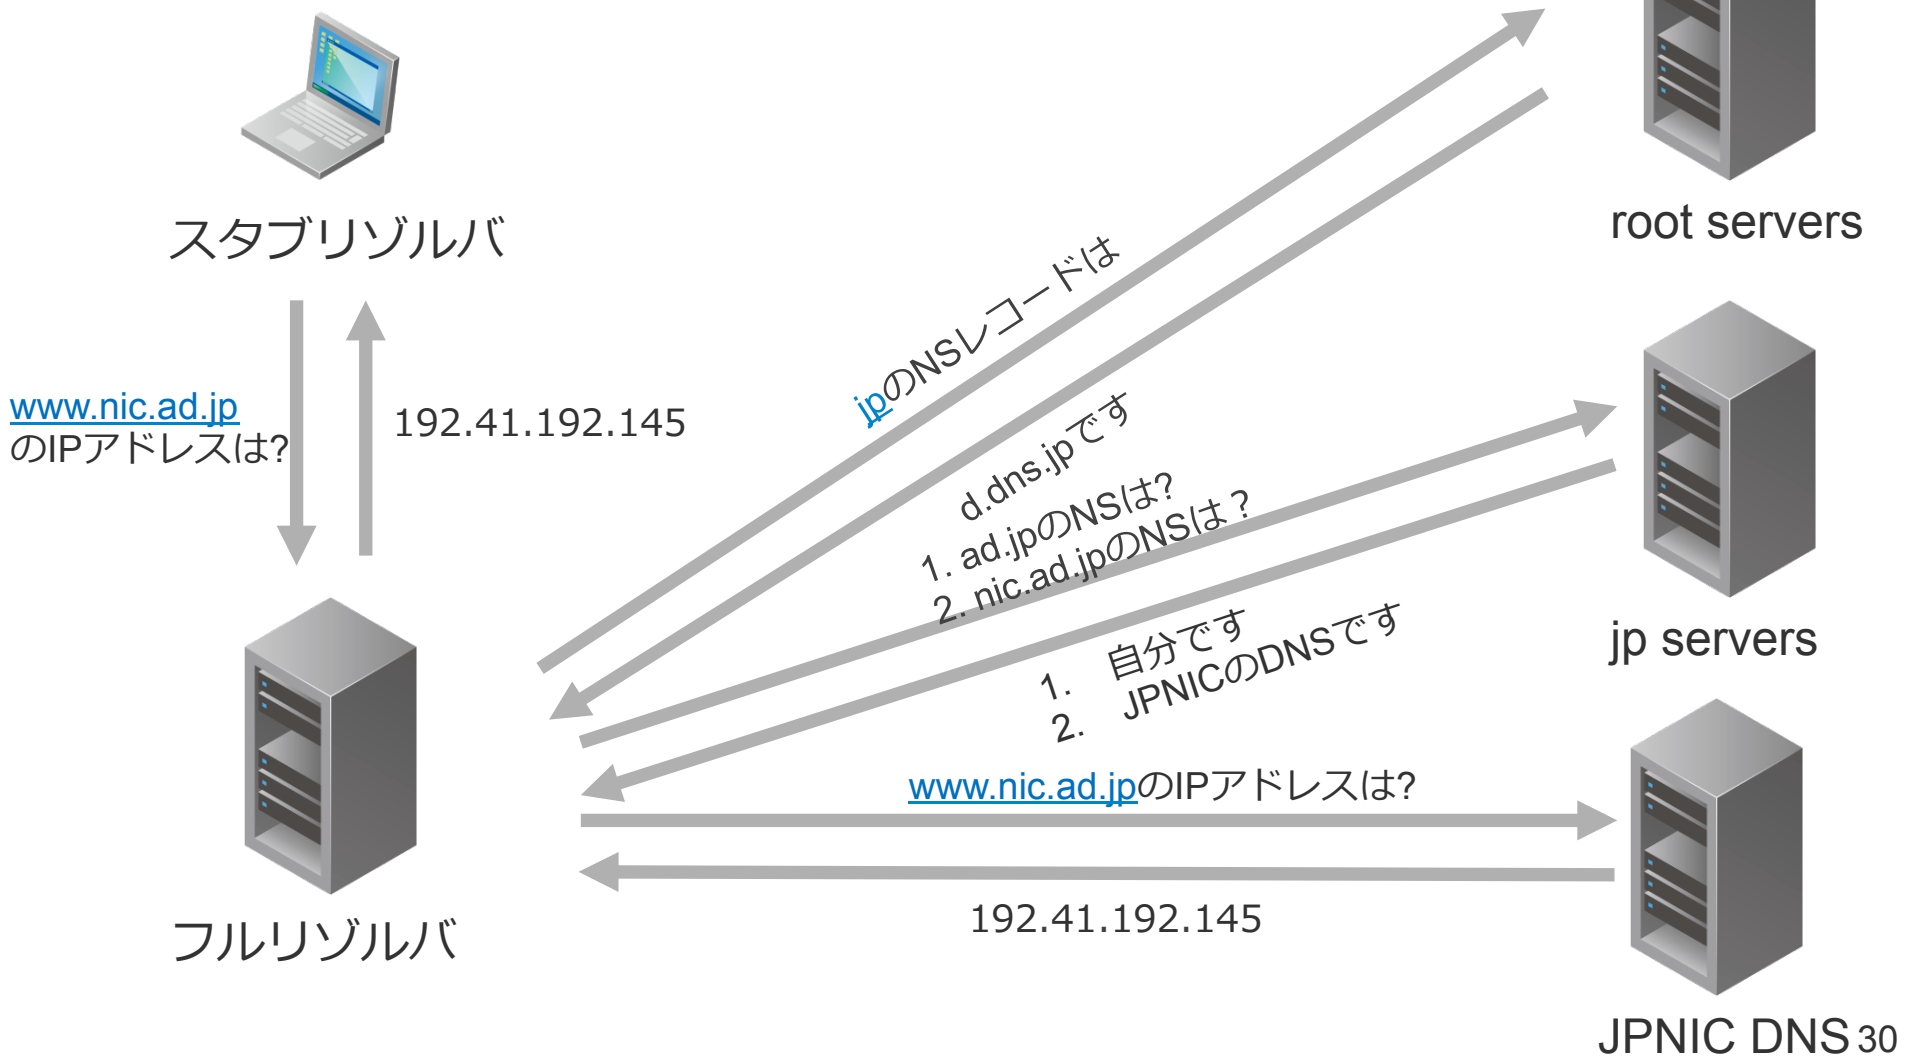 スタブリゾルバ
root servers
www.nic.ad.jp
のIPアドレスは?
192.41.192.145
jpのNSレコードは
d.dns.jpです
1. ad.jpのNSは?
2. nic.ad.jpのNSは？
1. 自分です
2. JPNICのDNSです
jp servers
www.nic.ad.jpのIPアドレスは?
192.41.192.145
フルリゾルバ
JPNIC DNS
30